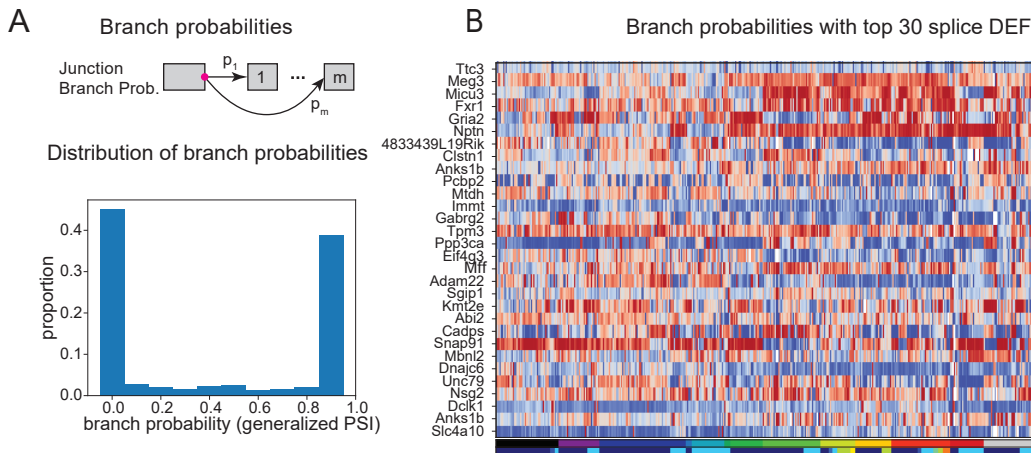 A
Branch probabilities
Junction
Branch Prob.
p1
1
...
m
pm
Distribution of branch probabilities
proportion
0.4
0.3
0.2
0.1
0.0
0.0 0.2 0.4 0.6 0.8 1.0
branch probability (generalized PSI)
B
Branch probabilities with top 30 splice DEF
Ttc3
Meg3
Micu3
Fxr1
Gria2
Nptn
4833439L19Rik
Clstn1
Anks1b
Pcbp2
Mtdh
Immt
Gabrg2
Tpm3
Ppp3ca
Eif4g3
Mff
Adam22
Sgip1
Kmt2e
Abi2
Cadps
Snap91
Mbnl2
Dnajc6
Unc79
Nsg2
Dclk1
Anks1b
Slc4a10